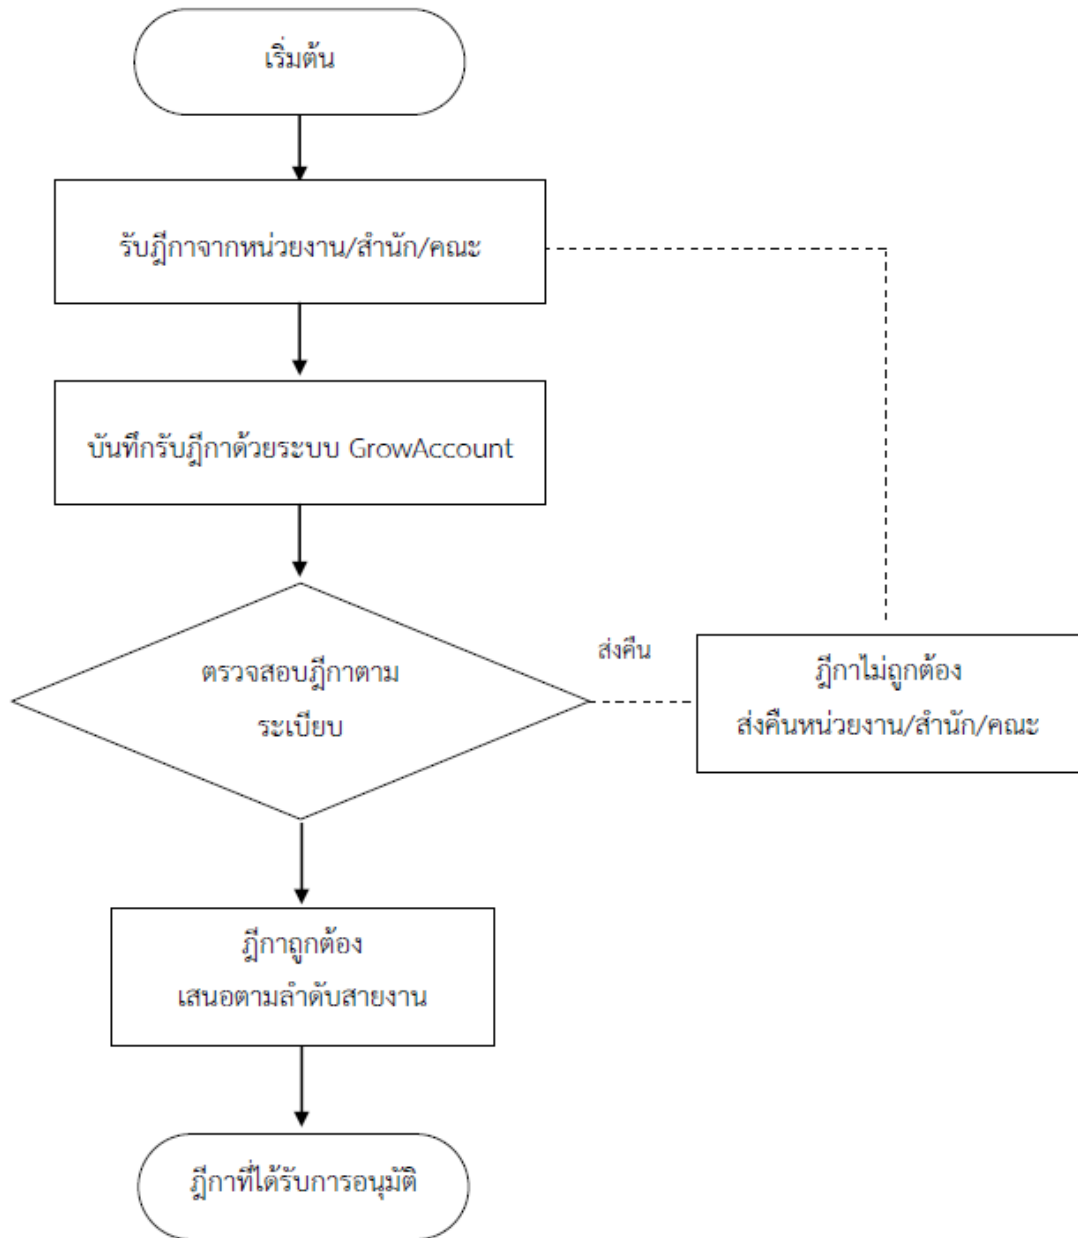 เริ่มต้น
รับฎีกาจากหน่วยงาน/สำนัก/คณะ
บันทึกรับฎีกาด้วยระบบ GrowAccount
ตรวจสอบฎีกาตาม
ระเบียบ
ส่งคืน
ฎีกาไม่ถูกต้อง
ส่งคืนหน่วยงาน/สำนัก/คณะ
ฎีกาถูกต้อง
เสนอตามลำดับสายงาน
ฎีกาที่ได้รับการอนุมัติ